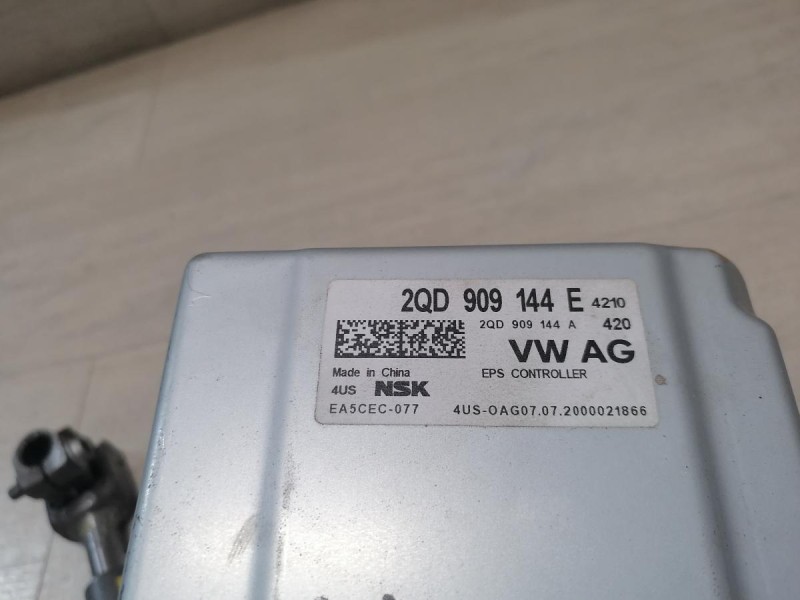 2QD 909 144 E 4210
2QD 909 144 A 420
VW AG
Made in China
EPS CONTROLLER
4US NSK
EA5CEC-077 4US-OAG07.07.2000021866